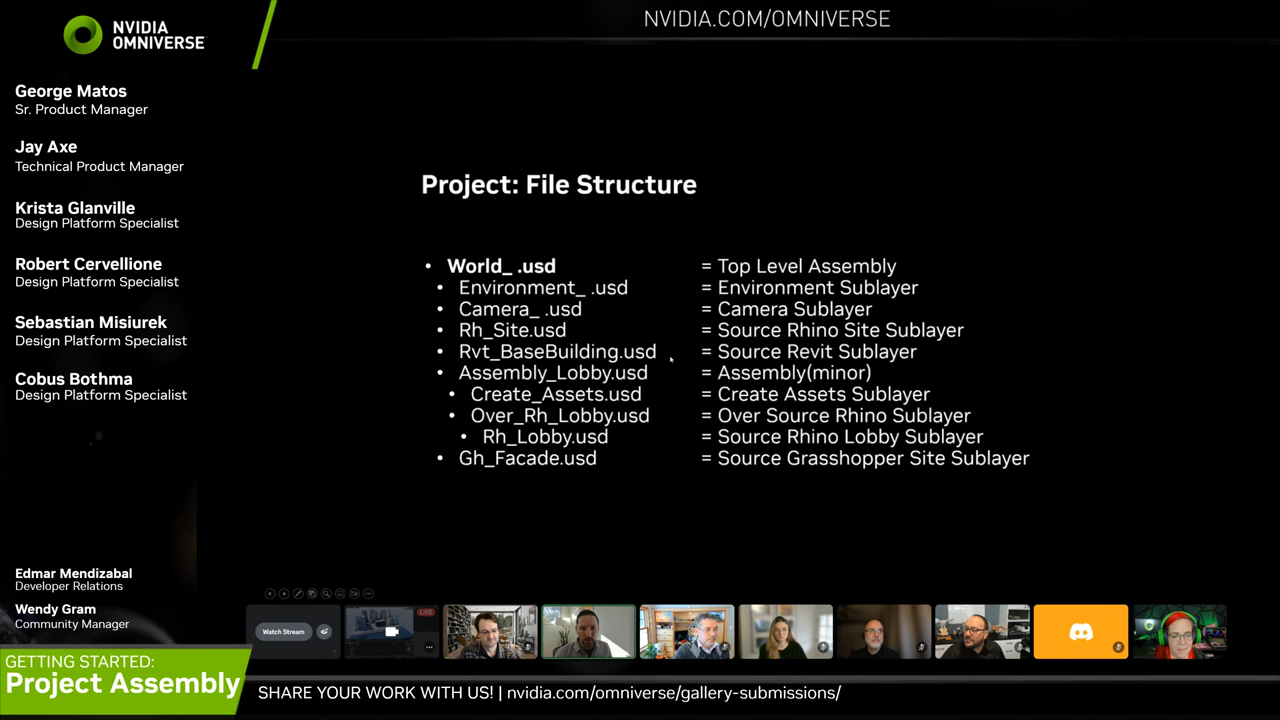 NVIDIA
OMNIVERSE
NVIDIA.COM/OMNIVERSE
George Matos
Sr. Product Manager
Jay Axe
Technical Product Manager
Krista Glanville
Design Platform Specialist
Robert Cervellione
Design Platform Specialist
Sebastian Misiurek
Design Platform Specialist
Cobus Bothma
Design Platform Specialist
Project: File Structure
• World_ .usd = Top Level Assembly
• Environment_ .usd = Environment Sublayer
• Camera_ .usd = Camera Sublayer
• Rh_Site.usd = Source Rhino Site Sublayer
• Rvt_BaseBuilding.usd = Source Revit Sublayer
• Assembly_Lobby.usd = Assembly(minor)
• Create_Assets.usd = Create Assets Sublayer
• Over_Rh_Lobby.usd = Over Source Rhino Sublayer
• Rh_Lobby.usd = Source Rhino Lobby Sublayer
• Gh_Facade.usd = Source Grasshopper Site Sublayer
Edmar Mendizabal
Developer Relations
Wendy Gram
Community Manager
Watch Stream
LIVE
GETTING STARTED:
Project Assembly
SHARE YOUR WORK WITH US! | nvidia.com/omniverse/gallery-submissions/